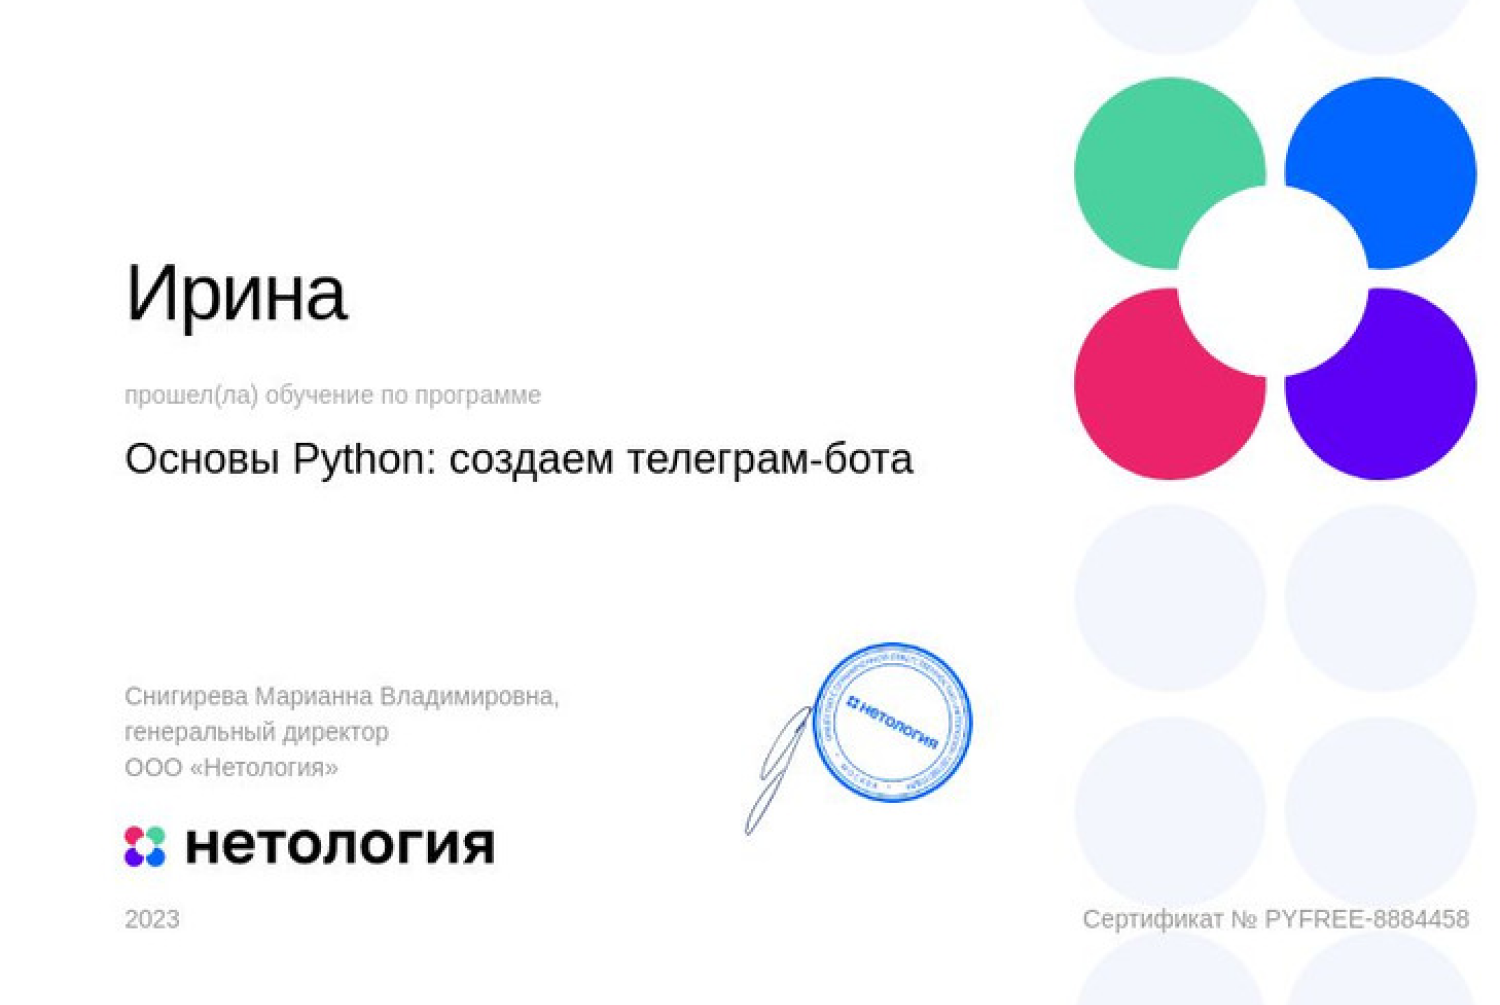 Ирина
прошел(ла) обучение по программе
Основы Python: создаем телеграм-бота
Снигирева Марианна Владимировна,
генеральный директор
ООО «Нетология»
нетология
МОСКВА
нетология
2023
Сертификат № PYFREE-8884458